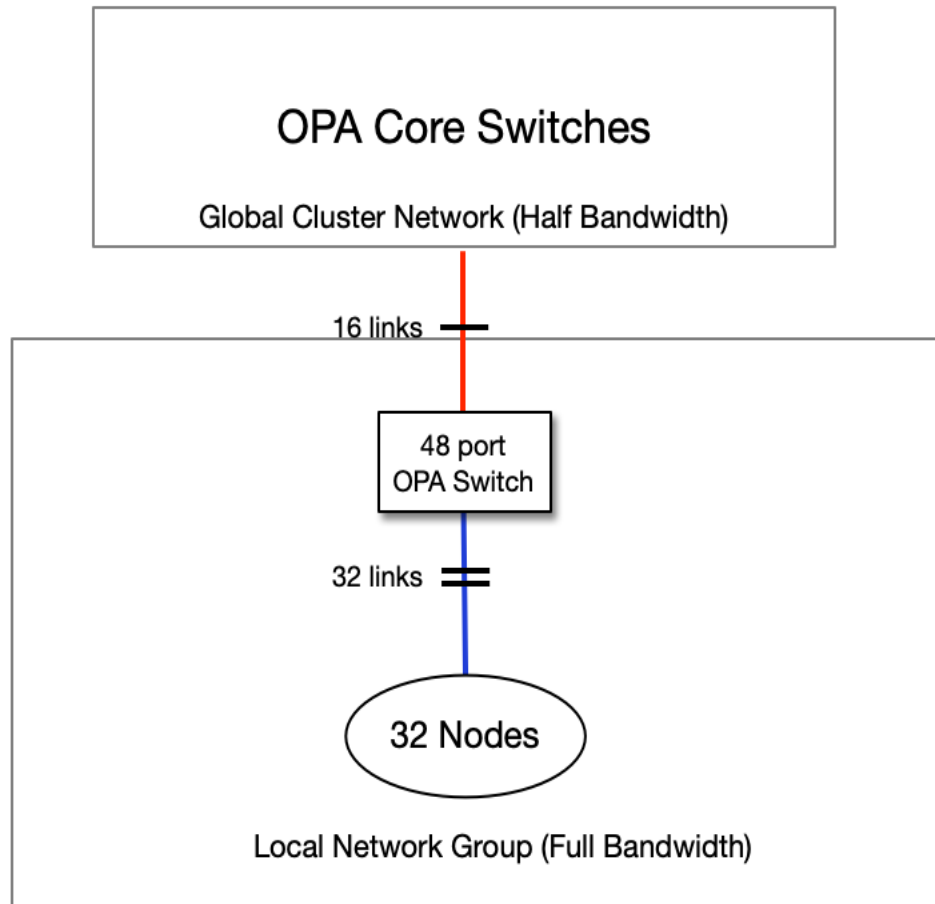 OPA Core Switches
Global Cluster Network (Half Bandwidth)
16 links
48 port
OPA Switch
32 links
32 Nodes
Local Network Group (Full Bandwidth)